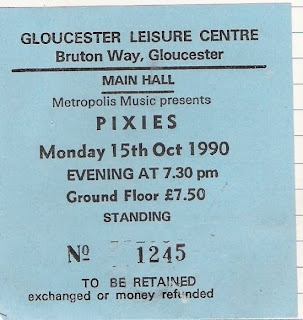 GLOUCESTER LEISURE CENTRE
Bruton Way, Gloucester
MAIN HALL
Metropolis Music presents
PIXIES
Monday 15th Oct 1990
EVENING AT 7.30 pm
Ground Floor £7.50
STANDING
No 1245
TO BE RETAINED
exchanged or money refunded